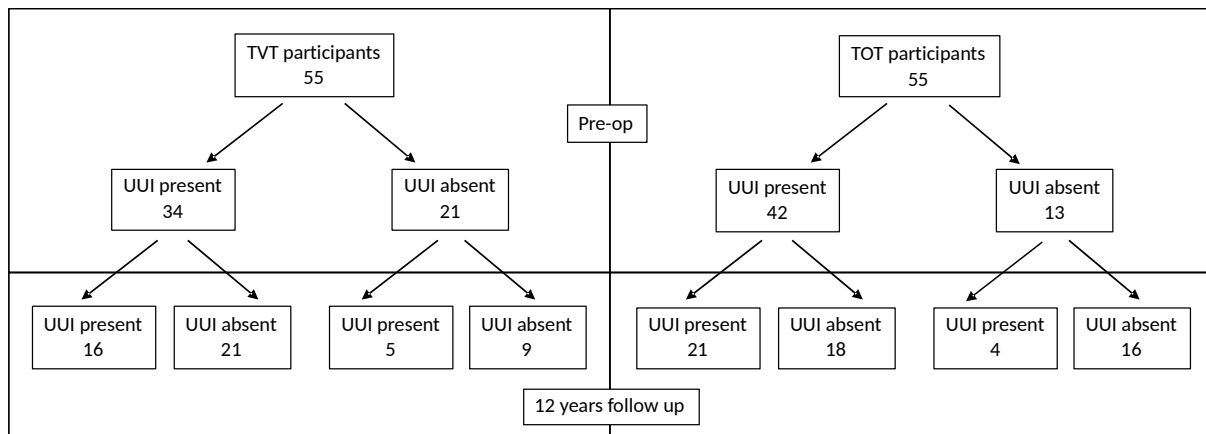 TVT participants
55
TOT participants
55
Pre-op
UUI present
34
UUI absent
21
UUI present
42
UUI absent
13
UUI present
16
UUI absent
21
UUI present
5
UUI absent
9
UUI present
21
UUI absent
18
UUI present
4
UUI absent
16
12 years follow up